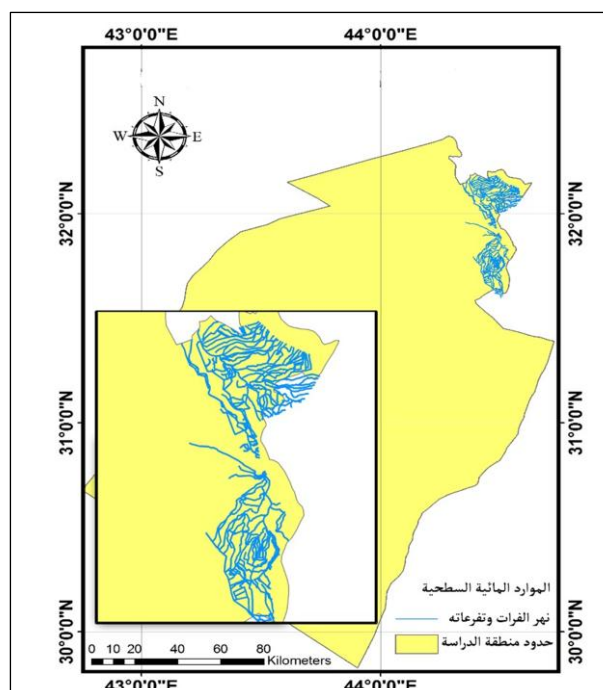 43°0'0"E 44°0'0"E
N
W E
S
32°0'0"N 32°0'0"N
31°0'0"N 31°0'0"N
30°0'0"N 30°0'0"N
الموارد المائية السطحية
نهر الفرات وتفرعاته
حدود منطقة الدراسة
0 10 20 40 60 80
Kilometers
43°0'0"E 44°0'0"E